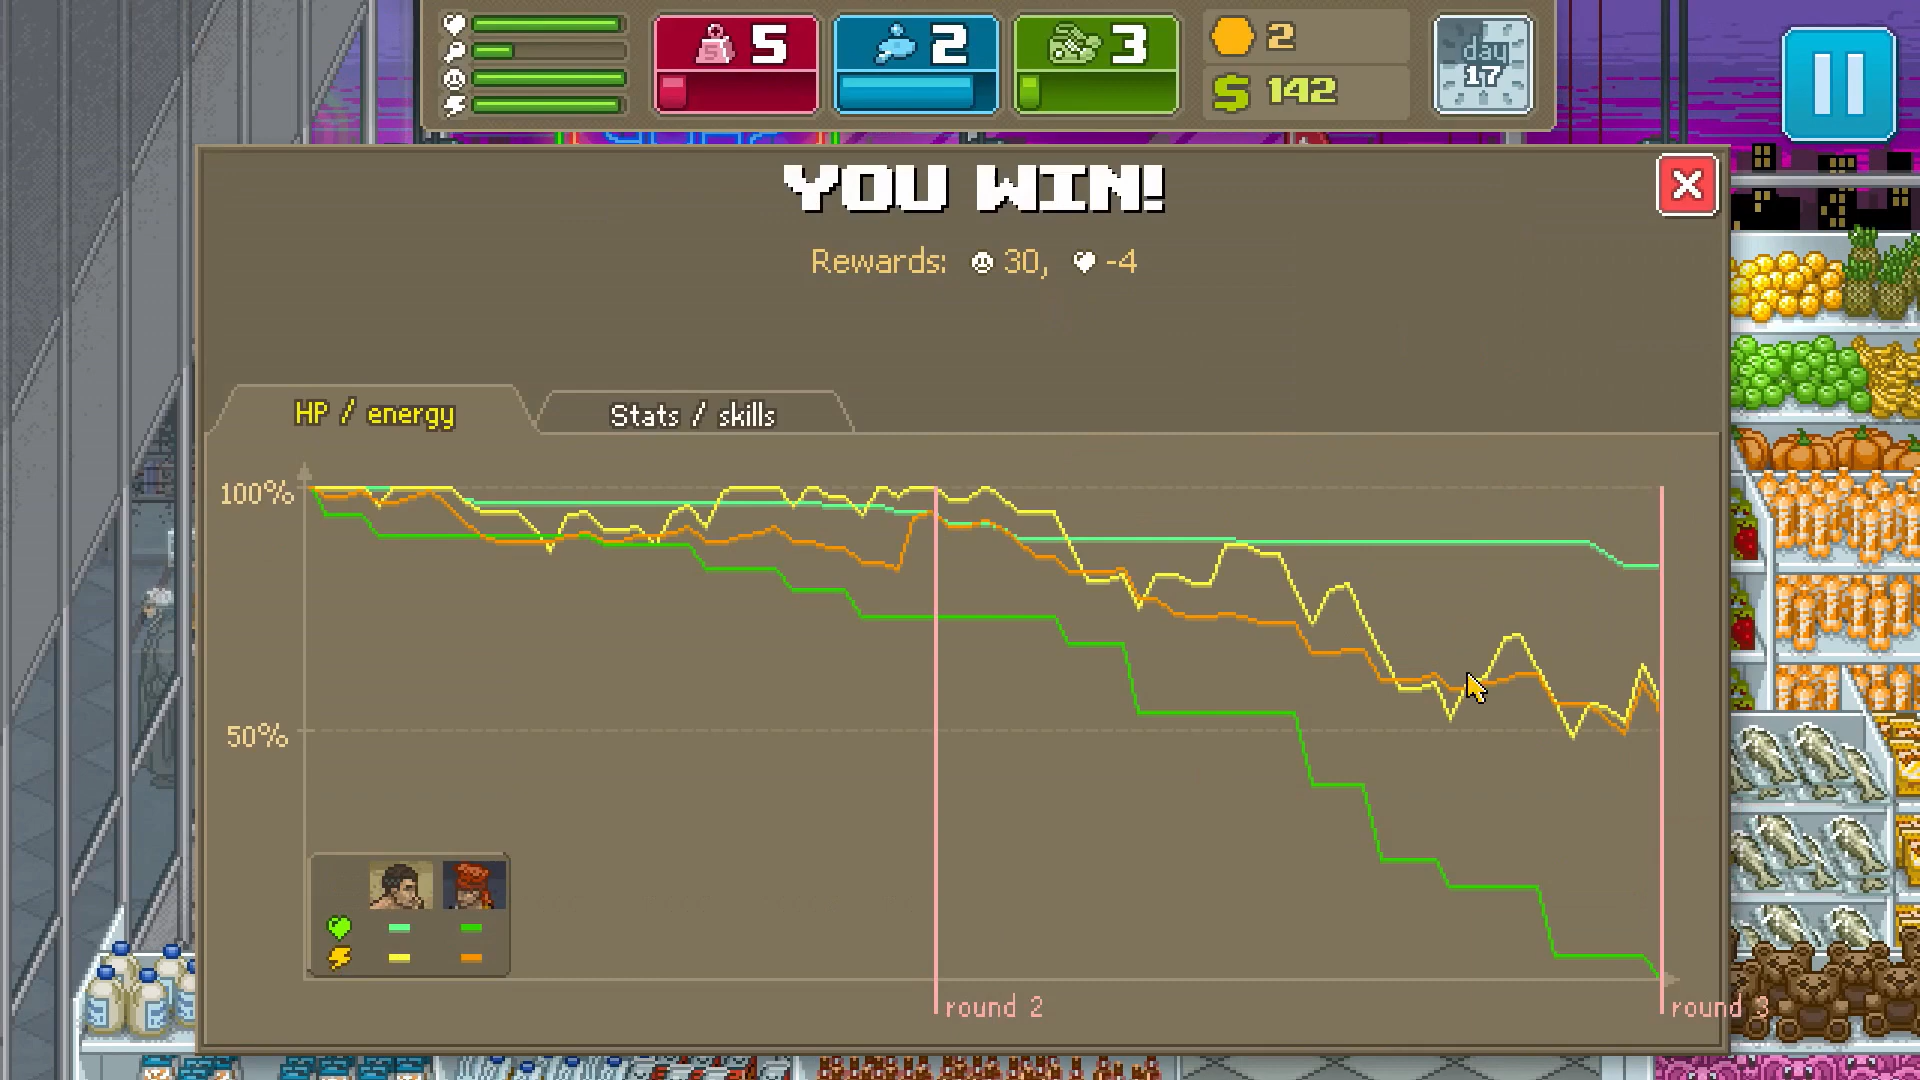 5
2
3
2
$ 142
day
17
YOU WIN!
Rewards: 30, -4
HP / energy
Stats / skills
100%
50%
round 2
round 3